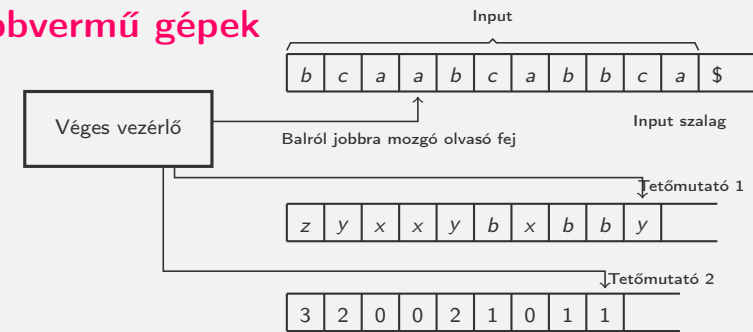 bbvermű gépek
Input
b c a a b c a b b c a $
Véges vezérlő
Balról jobbra mozgó olvasó fej
Input szalag
Tetőmutató 1
z y x x y b x b b y
Tetőmutató 2
3 2 0 0 2 1 0 1 1